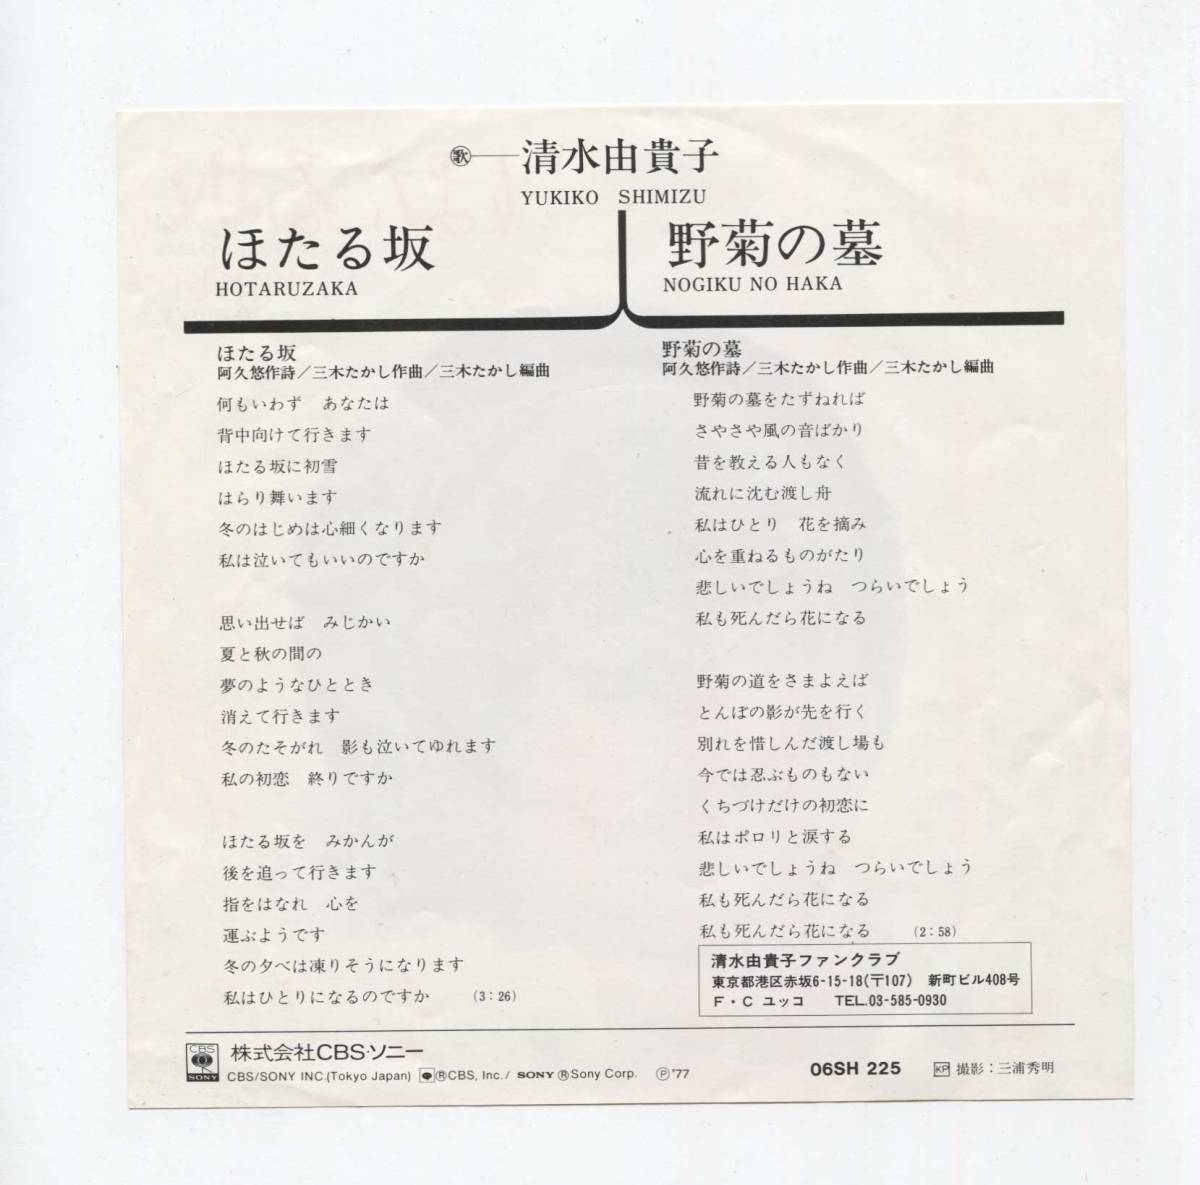 歌 清水由貴子
YUKIKO SHIMIZU
ほたる坂
HOTARUZAKA
野菊の墓
NOGIKU NO HAKA
ほたる坂
阿久悠作詩／三木たかし作曲／三木たかし編曲
何もいわず あなたは
背中向けて行きます
ほたる坂に初雪
はらり舞います
冬のはじめは心細くなります
私は泣いてもいいのですか
思い出せば みじかい
夏と秋の間の
夢のようなひととき
消えて行きます
冬のたそがれ 影も泣いてゆれます
私の初恋 終りですか
ほたる坂を みかんが
後を追って行きます
指をはなれ 心を
運ぶようです
冬の夕べは凍りそうになります
私はひとりになるのですか (3:26)
野菊の墓
阿久悠作詩／三木たかし作曲／三木たかし編曲
野菊の墓をたずねれば
さやさや風の音ばかり
昔を教える人もなく
流れに沈む渡し舟
私はひとり 花を摘み
心を重ねるものがたり
悲しいでしょうね つらいでしょう
私も死んだら花になる
野菊の道をさまよえば
とんぼの影が先を行く
別れを惜しんだ渡し場も
今では忍ぶものもない
くちづけだけの初恋に
私はポロリと涙する
悲しいでしょうね つらいでしょう
私も死んだら花になる
私も死んだら花になる (2:58)
清水由貴子ファンクラブ
東京都港区赤坂6-15-18(〒107) 新町ビル408号
F・C ユッコ TEL.03-585-0930
CBS
SONY
株式会社CBS・ソニー
CBS/SONY INC.(Tokyo Japan) ®CBS, Inc./ SONY ®Sony Corp. Ⓟ'77
06SH 225
KP 撮影：三浦秀明